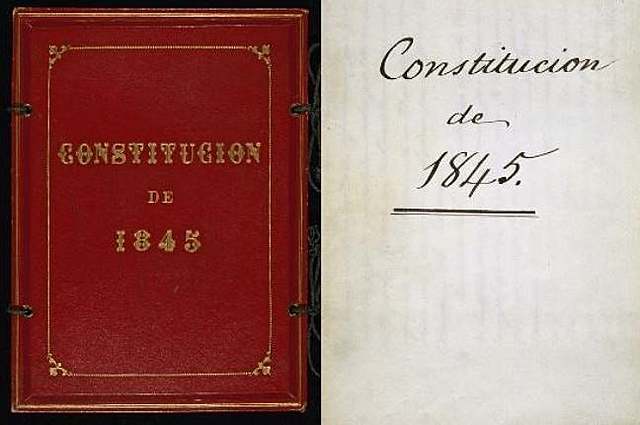 CONSTITUCION
DE
1845
Constitucion
de
1845.